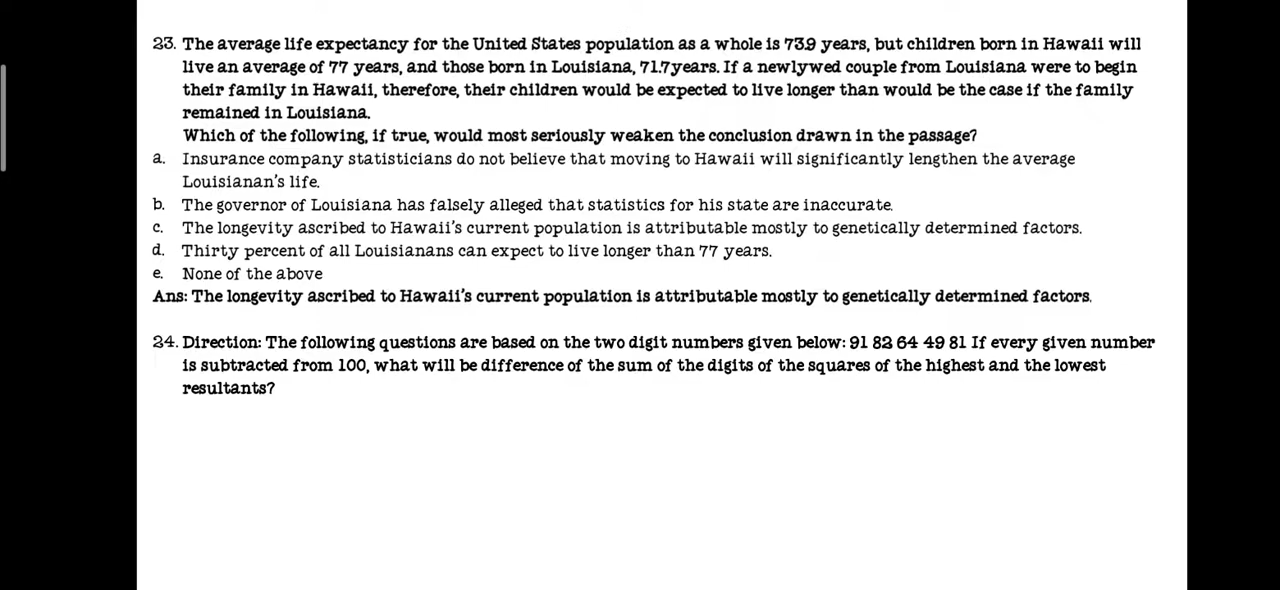 23. The average life expectancy for the United States population as a whole is 73.9 years, but children born in Hawaii will
live an average of 77 years, and those born in Louisiana, 71.7years. If a newlywed couple from Louisiana were to begin
their family in Hawaii, therefore, their children would be expected to live longer than would be the case if the family
remained in Louisiana.
Which of the following, if true, would most seriously weaken the conclusion drawn in the passage?
a. Insurance company statisticians do not believe that moving to Hawaii will significantly lengthen the average
Louisianan's life.
b. The governor of Louisiana has falsely alleged that statistics for his state are inaccurate.
c. The longevity ascribed to Hawaii's current population is attributable mostly to genetically determined factors.
d. Thirty percent of all Louisianans can expect to live longer than 77 years.
e. None of the above
Ans: The longevity ascribed to Hawaii's current population is attributable mostly to genetically determined factors.
24. Direction: The following questions are based on the two digit numbers given below: 91 82 64 49 81 If every given number
is subtracted from 100, what will be difference of the sum of the digits of the squares of the highest and the lowest
resultants?